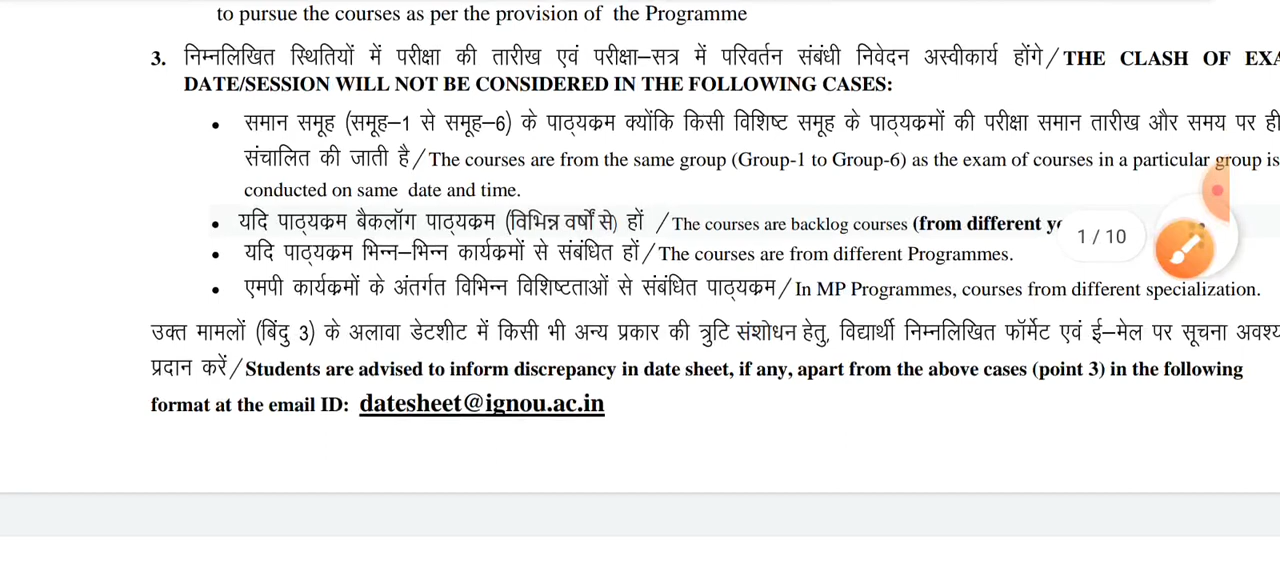 to pursue the courses as per the provision of the Programme
3. निम्नलिखित स्थितियों में परीक्षा की तारीख एवं परीक्षा–सत्र में परिवर्तन संबंधी निवेदन अस्वीकार्य होंगे/THE CLASH OF
DATE/SESSION WILL NOT BE CONSIDERED IN THE FOLLOWING CASES:
• समान समूह (समूह–1 से समूह–6) के पाठ्यक्रम क्योंकि किसी विशिष्ट समूह के पाठ्यक्रमों की परीक्षा समान तारीख और समय पर ही
संचालित की जाती है/The courses are from the same group (Group-1 to Group-6) as the exam of courses in a particular group is
conducted on same date and time.
• यदि पाठ्यक्रम बैकलॉग पाठ्यक्रम (विभिन्न वर्षों से) हों /The courses are backlog courses (from different
1 / 10
• यदि पाठ्यक्रम भिन्न–भिन्न कार्यक्रमों से संबंधित हों/The courses are from different Programmes.
• एमपी कार्यक्रमों के अंतर्गत विभिन्न विशिष्टताओं से संबंधित पाठ्यक्रम/In MP Programmes, courses from different specialization.
उक्त मामलों (बिंदु 3) के अलावा डेटशीट में किसी भी अन्य प्रकार की त्रुटि संशोधन हेतु, विद्यार्थी निम्नलिखित फॉर्मेट एवं ई–मेल पर सूचना अवश्य
प्रदान करें/Students are advised to inform discrepancy in date sheet, if any, apart from the above cases (point 3) in the following
format at the email ID: datesheet@ignou.ac.in